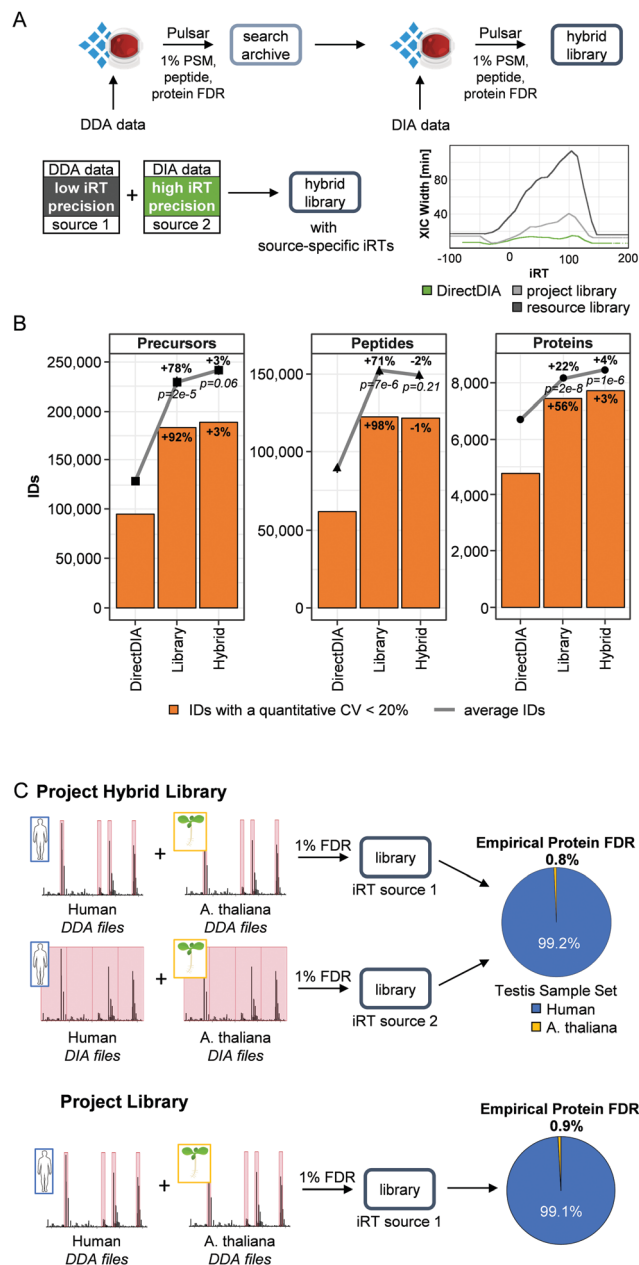 A
Pulsar
1% PSM,
peptide,
protein FDR
search
archive
Pulsar
1% PSM,
peptide,
protein FDR
hybrid
library
DDA data
DIA data
DDA data
low iRT
precision
source 1
+
DIA data
high iRT
precision
source 2
hybrid
library
with
source-specific iRTs
XIC Width [min]
80
40
-100
0
100
200
iRT
DirectDIA
project library
resource library
B
Precursors
Peptides
Proteins
IDs
250,000
200,000
150,000
100,000
50,000
0
+78%
p=2e-5
+92%
+3%
p=0.06
+3%
DirectDIA
Library
Hybrid
150,000
100,000
50,000
0
+71%
p=7e-6
+98%
-2%
p=0.21
-1%
DirectDIA
Library
Hybrid
8,000
6,000
4,000
2,000
0
+22%
p=2e-8
+56%
+4%
p=1e-6
+3%
DirectDIA
Library
Hybrid
IDs with a quantitative CV < 20%
average IDs
C
Project Hybrid Library
+
1% FDR
library
iRT source 1
Human
DDA files
A. thaliana
DDA files
+
1% FDR
library
iRT source 2
Human
DIA files
A. thaliana
DIA files
Empirical Protein FDR
0.8%
99.2%
Testis Sample Set
Human
A. thaliana
Project Library
+
1% FDR
library
iRT source 1
Human
DDA files
A. thaliana
DDA files
Empirical Protein FDR
0.9%
99.1%